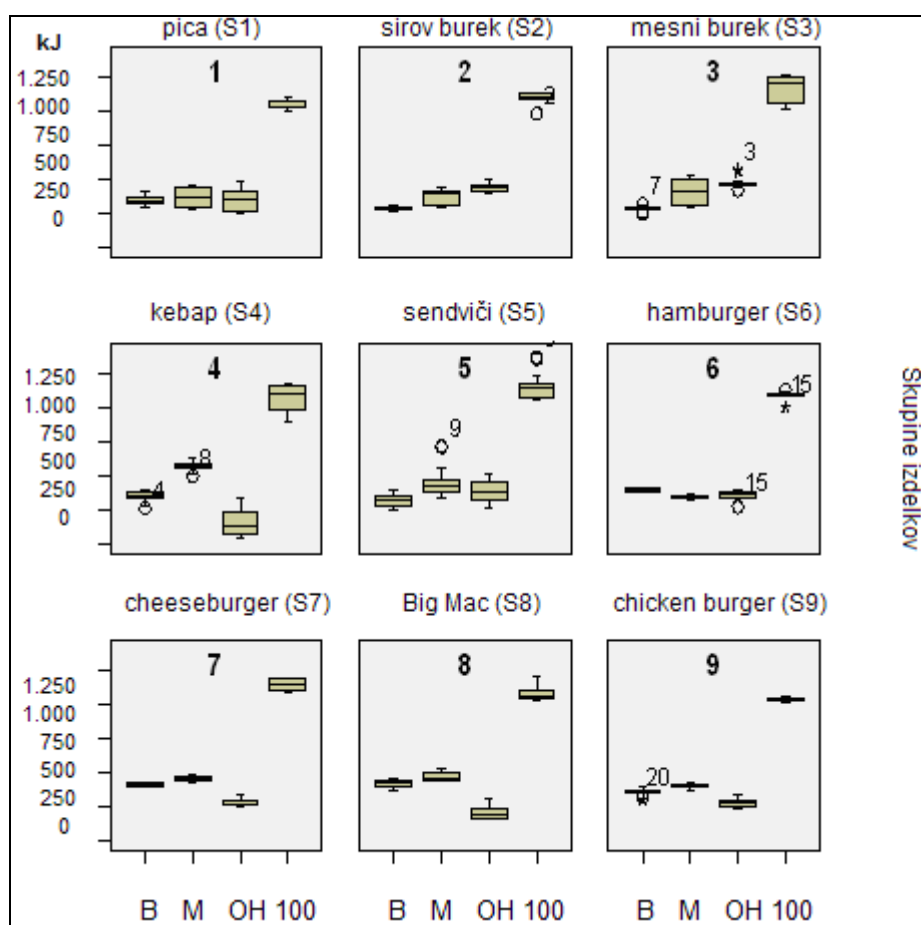 kJ
pica (S1) sirov burek (S2) mesni burek (S3)
1 2 3
1.250
1.000
750
500
250
0
7 3
kebap (S4) sendviči (S5) hamburger (S6)
4 5 6
1.250
1.000
750
500
250
0
4 8 9 15 15
Skupine izdelkov
cheeseburger (S7) Big Mac (S8) chicken burger (S9)
7 8 9
1.250
1.000
750
500
250
0
20
B M OH 100 B M OH 100 B M OH 100